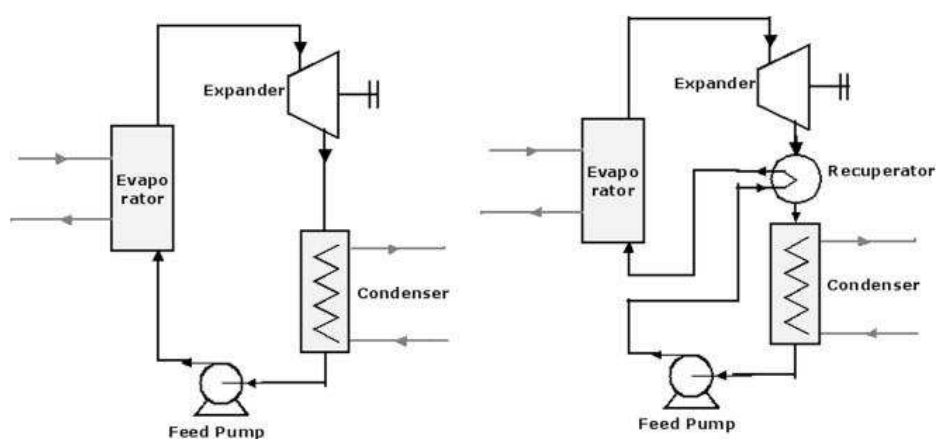 Expander
Evapo
rator
Condenser
Feed Pump
Expander
Evapo
rator
Recuperator
Condenser
Feed Pump